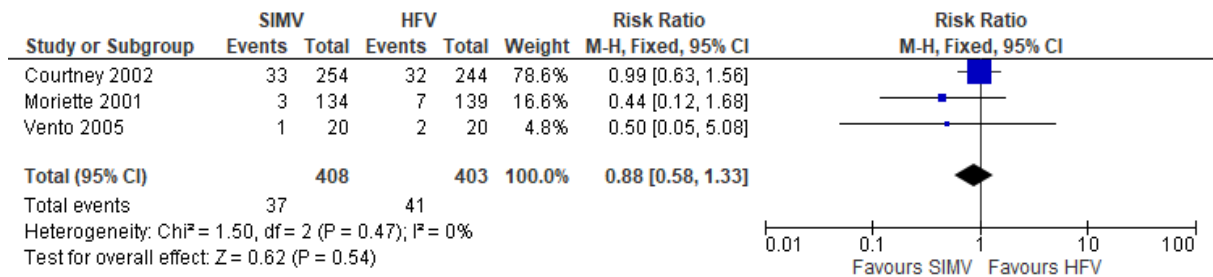 SIMV HFV Risk Ratio Risk Ratio
Study or Subgroup Events Total Events Total Weight M-H, Fixed, 95% CI M-H, Fixed, 95% CI
Courtney 2002 33 254 32 244 78.6% 0.99 [0.63, 1.56]
Moriette 2001 3 134 7 139 16.6% 0.44 [0.12, 1.68]
Vento 2005 1 20 2 20 4.8% 0.50 [0.05, 5.08]
Total (95% CI) 408 403 100.0% 0.88 [0.58, 1.33]
Total events 37 41
Heterogeneity: Chi² = 1.50, df = 2 (P = 0.47); I² = 0%
Test for overall effect: Z = 0.62 (P = 0.54)
0.01 0.1 1 10 100
Favours SIMV Favours HFV